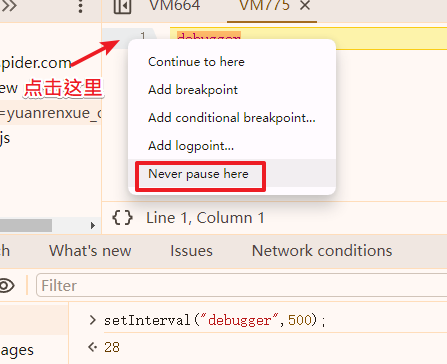 VM664
VM775
1 debugger
spider.com
ew 点击这里
=yuanrenxue_c
js
Continue to here
Add breakpoint
Add conditional breakpoint...
Add logpoint...
Never pause here
{} Line 1, Column 1
ch What's new Issues Network conditions
Filter
setInterval("debugger",500);
28
ages